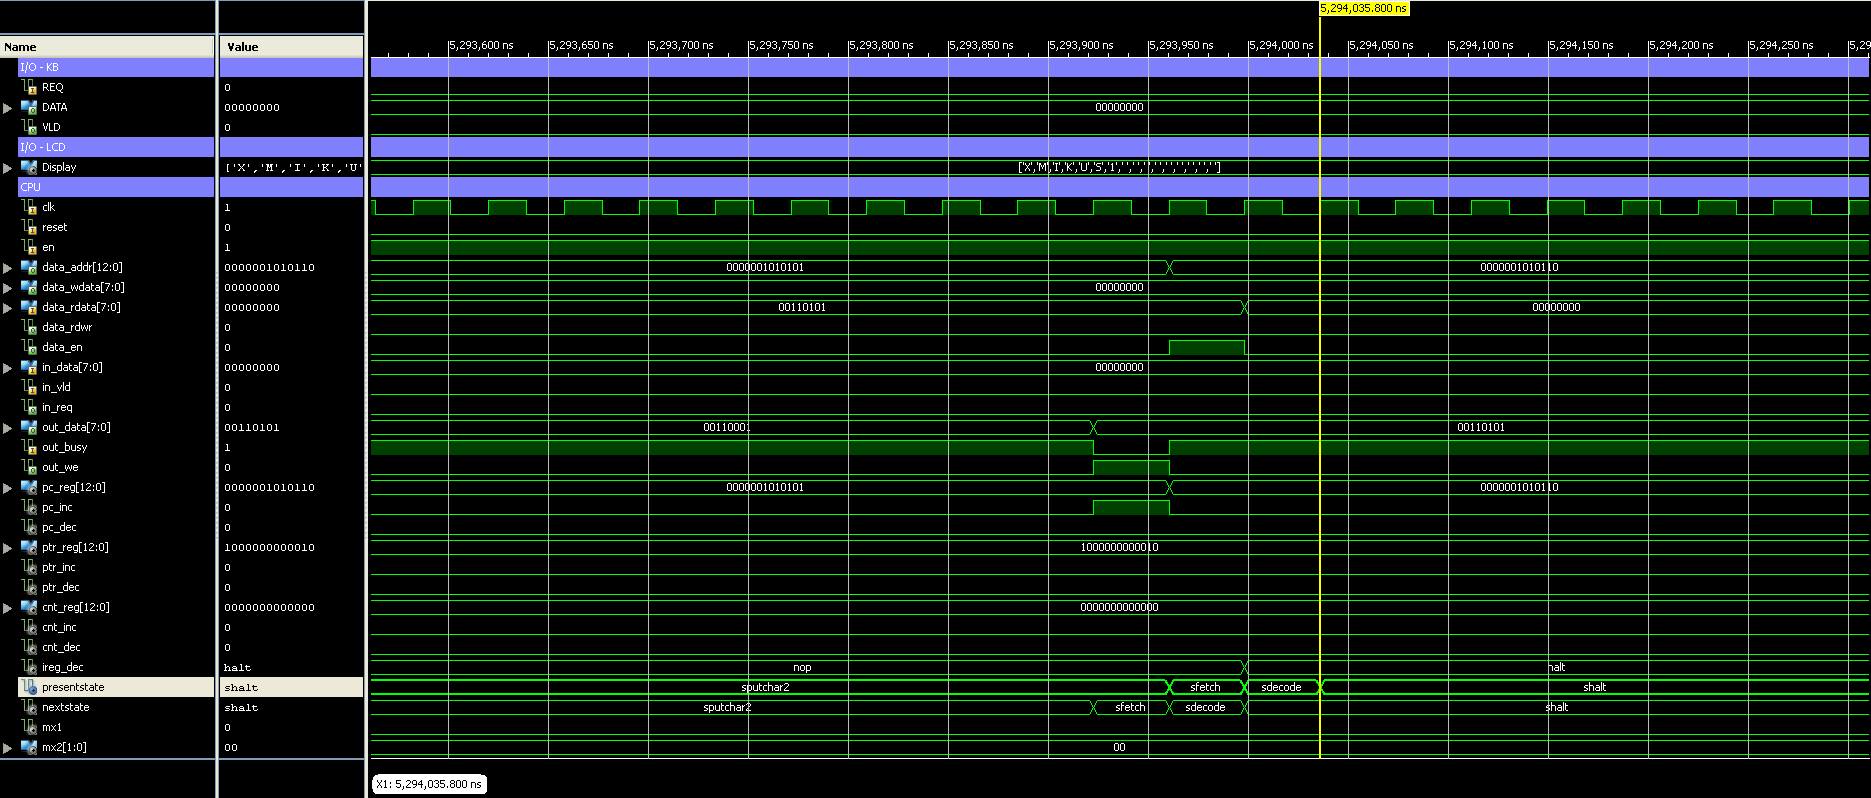 5,294,035.800 ns
Name Value 5,293,600 ns 5,293,650 ns 5,293,700 ns 5,293,750 ns 5,293,800 ns 5,293,850 ns 5,293,900 ns 5,293,950 ns 5,294,000 ns 5,294,050 ns 5,294,100 ns 5,294,150 ns 5,294,200 ns 5,294,250 ns 5,29
I/O - KB
REQ 0
DATA 00000000 00000000
VLD 0
I/O - LCD
Display ['X','M','I','K','U' ['X','M','I','K','U','S','1',' ',' ',' ',' ',' ',' ',' ',' ',' ']
CPU
clk 1
reset 0
en 1
data_addr[12:0] 0000001010110 0000001010101 0000001010110
data_wdata[7:0] 00000000 00000000
data_rdata[7:0] 00000000 00110101 00000000
data_rdwr 0
data_en 0
in_data[7:0] 00000000 00000000
in_vld 0
in_req 0
out_data[7:0] 00110101 00110001 00110101
out_busy 1
out_we 0
pc_reg[12:0] 0000001010110 0000001010101 0000001010110
pc_inc 0
pc_dec 0
ptr_reg[12:0] 1000000000010 1000000000010
ptr_inc 0
ptr_dec 0
cnt_reg[12:0] 0000000000000 0000000000000
cnt_inc 0
cnt_dec 0
ireg_dec halt nop halt
presentstate shalt sputchar2 sfetch sdecode shalt
nextstate shalt sputchar2 sfetch sdecode shalt
mx1 0
mx2[1:0] 00 00
X1: 5,294,035.800 ns